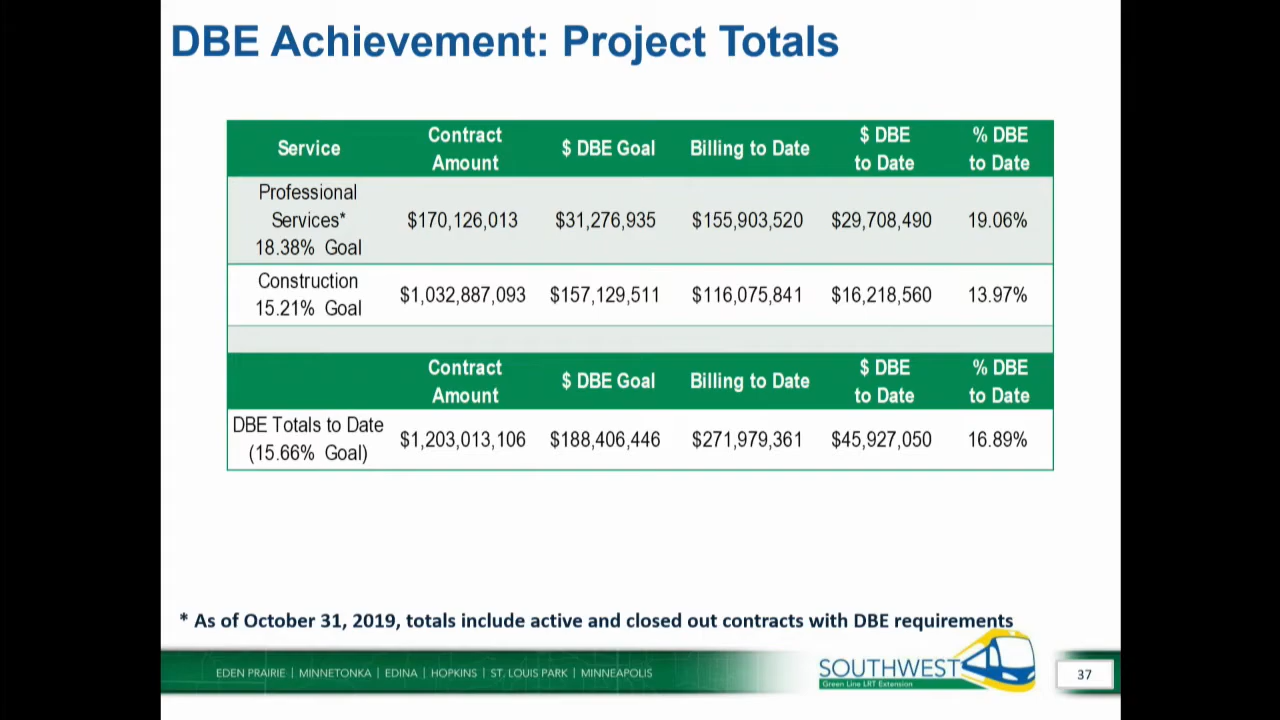 DBE Achievement: Project Totals
Service Contract Amount $ DBE Goal Billing to Date $ DBE to Date % DBE to Date
Professional Services* 18.38% Goal $170,126,013 $31,276,935 $155,903,520 $29,708,490 19.06%
Construction 15.21% Goal $1,032,887,093 $157,129,511 $116,075,841 $16,218,560 13.97%
Contract Amount $ DBE Goal Billing to Date $ DBE to Date % DBE to Date
DBE Totals to Date (15.66% Goal) $1,203,013,106 $188,406,446 $271,979,361 $45,927,050 16.89%
* As of October 31, 2019, totals include active and closed out contracts with DBE requirements
EDEN PRAIRIE | MINNETONKA | EDINA | HOPKINS | ST. LOUIS PARK | MINNEAPOLIS
SOUTHWEST
Green Line LRT Extension
37